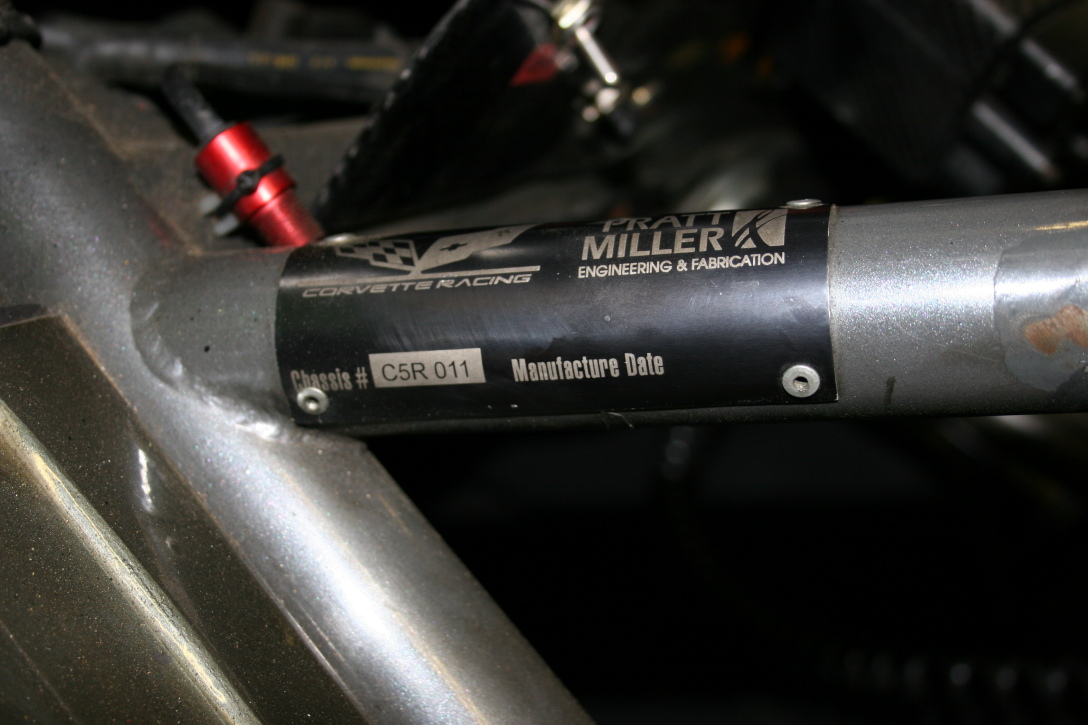 CORVETTE RACING
PRATT
MILLER
ENGINEERING & FABRICATION
Chassis # C5R 011 Manufacture Date